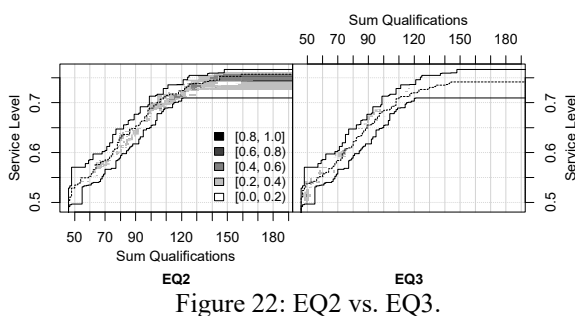 Sum Qualifications
50 70 90 120 150 190
Service Level
0.5 0.6 0.7
[0.8, 1.0]
[0.6, 0.8)
[0.4, 0.6)
[0.2, 0.4)
[0.0, 0.2)
0.5 0.6 0.7
Service Level
50 70 90 120 150 190
Sum Qualifications
EQ2 EQ3
Figure 22: EQ2 vs. EQ3.